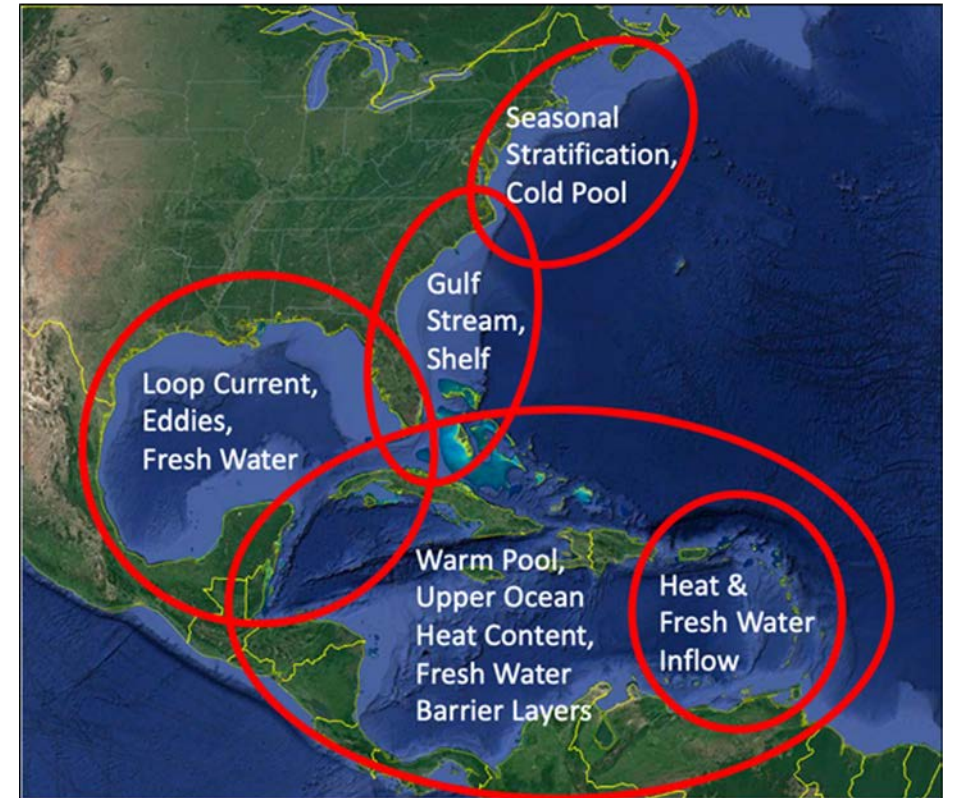 Seasonal
Stratification,
Cold Pool
Gulf
Stream,
Shelf
Loop Current,
Eddies,
Fresh Water
Warm Pool,
Upper Ocean
Heat Content,
Fresh Water
Barrier Layers
Heat &
Fresh Water
Inflow